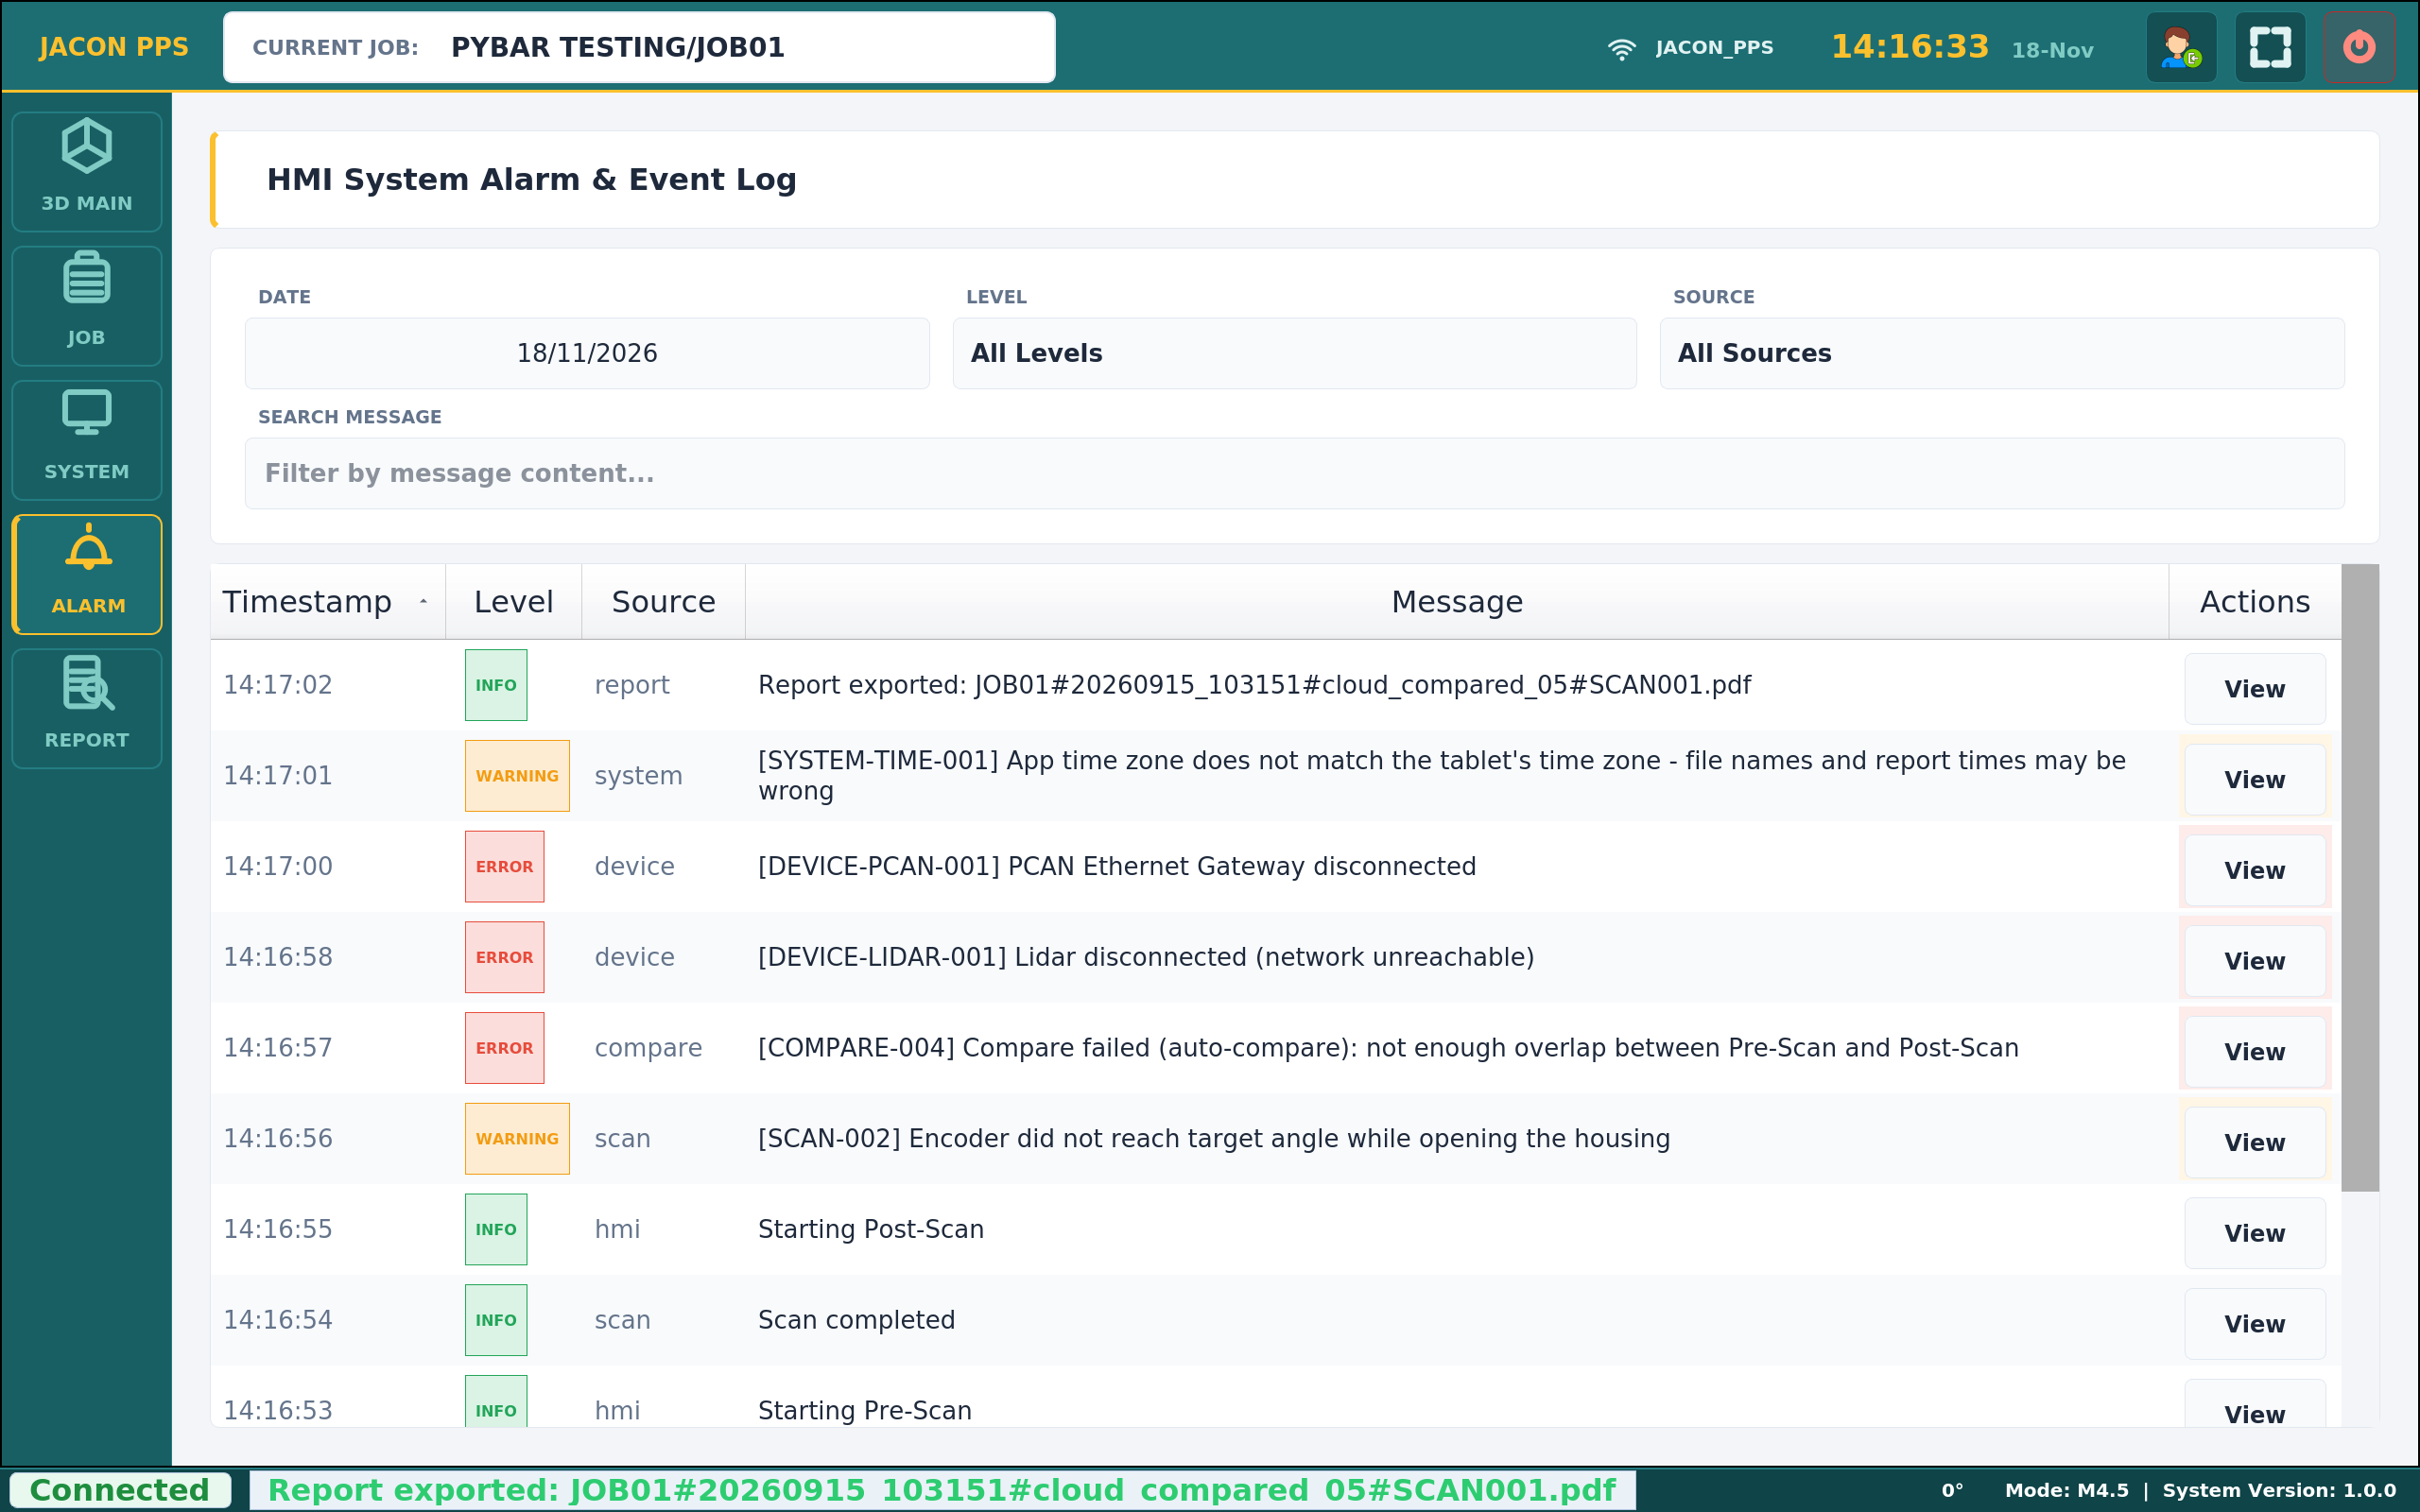 JACON PPS
CURRENT JOB: PYBAR TESTING/JOB01
JACON_PPS
14:16:33 18-Nov
3D MAIN
JOB
SYSTEM
ALARM
REPORT
HMI System Alarm & Event Log
DATE LEVEL SOURCE
18/11/2026 All Levels All Sources
SEARCH MESSAGE
Filter by message content...
Timestamp Level Source Message Actions
14:17:02 INFO report Report exported: JOB01#20260915_103151#cloud_compared_05#SCAN001.pdf View
14:17:01 WARNING system [SYSTEM-TIME-001] App time zone does not match the tablet's time zone - file names and report times may be
wrong View
14:17:00 ERROR device [DEVICE-PCAN-001] PCAN Ethernet Gateway disconnected View
14:16:58 ERROR device [DEVICE-LIDAR-001] Lidar disconnected (network unreachable) View
14:16:57 ERROR compare [COMPARE-004] Compare failed (auto-compare): not enough overlap between Pre-Scan and Post-Scan View
14:16:56 WARNING scan [SCAN-002] Encoder did not reach target angle while opening the housing View
14:16:55 INFO hmi Starting Post-Scan View
14:16:54 INFO scan Scan completed View
14:16:53 INFO hmi Starting Pre-Scan View
Connected Report exported: JOB01#20260915_103151#cloud_compared_05#SCAN001.pdf 0° Mode: M4.5 | System Version: 1.0.0